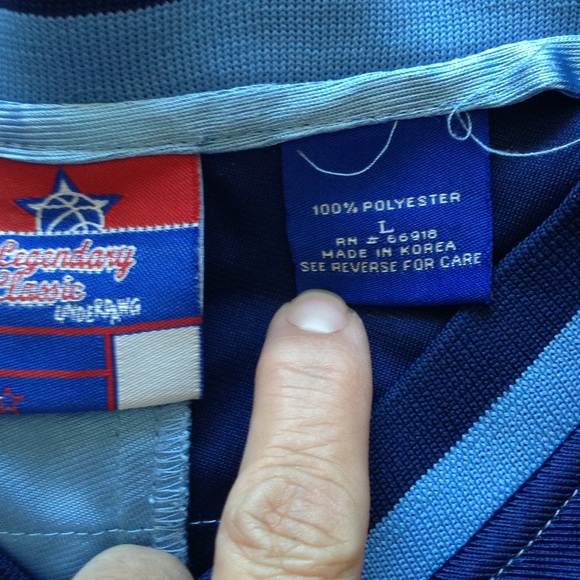 Legendary
Classic
UNDERDAWG
100% POLYESTER
L
RN # 66918
MADE IN KOREA
SEE REVERSE FOR CARE